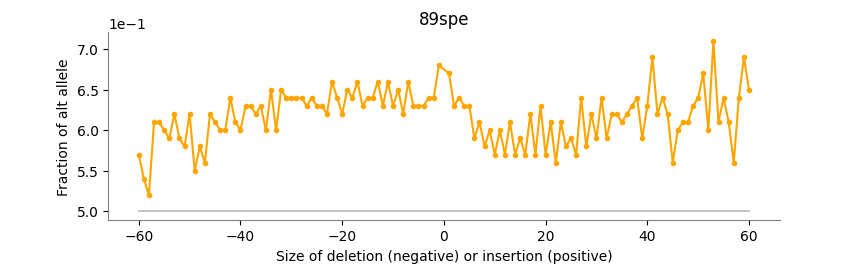 89spe
1e−1
7.0
6.5
6.0
5.5
5.0
Fraction of alt allele
−60 −40 −20 0 20 40 60
Size of deletion (negative) or insertion (positive)